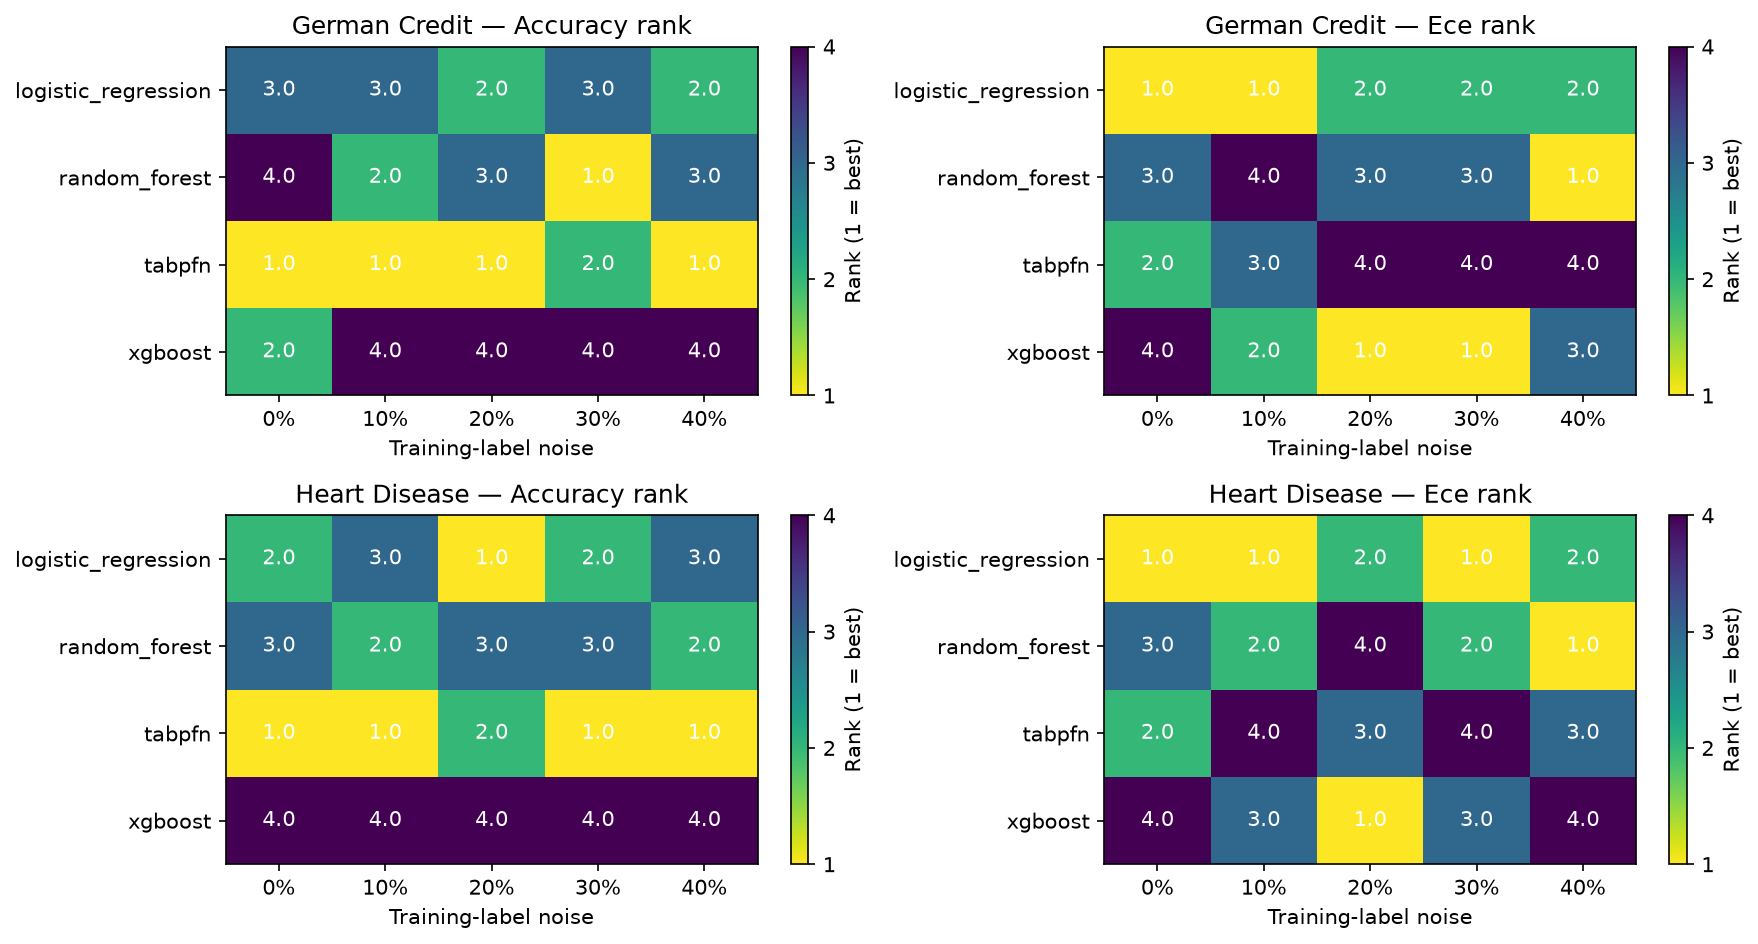 German Credit — Accuracy rank
logistic_regression 3.0 3.0 2.0 3.0 2.0
random_forest 4.0 2.0 3.0 1.0 3.0
tabpfn 1.0 1.0 1.0 2.0 1.0
xgboost 2.0 4.0 4.0 4.0 4.0
0% 10% 20% 30% 40%
Training-label noise
4
3
2
1
Rank (1 = best)
German Credit — Ece rank
logistic_regression 1.0 1.0 2.0 2.0 2.0
random_forest 3.0 4.0 3.0 3.0 1.0
tabpfn 2.0 3.0 4.0 4.0 4.0
xgboost 4.0 2.0 1.0 1.0 3.0
0% 10% 20% 30% 40%
Training-label noise
4
3
2
1
Rank (1 = best)
Heart Disease — Accuracy rank
logistic_regression 2.0 3.0 1.0 2.0 3.0
random_forest 3.0 2.0 3.0 3.0 2.0
tabpfn 1.0 1.0 2.0 1.0 1.0
xgboost 4.0 4.0 4.0 4.0 4.0
0% 10% 20% 30% 40%
Training-label noise
4
3
2
1
Rank (1 = best)
Heart Disease — Ece rank
logistic_regression 1.0 1.0 2.0 1.0 2.0
random_forest 3.0 2.0 4.0 2.0 1.0
tabpfn 2.0 4.0 3.0 4.0 3.0
xgboost 4.0 3.0 1.0 3.0 4.0
0% 10% 20% 30% 40%
Training-label noise
4
3
2
1
Rank (1 = best)